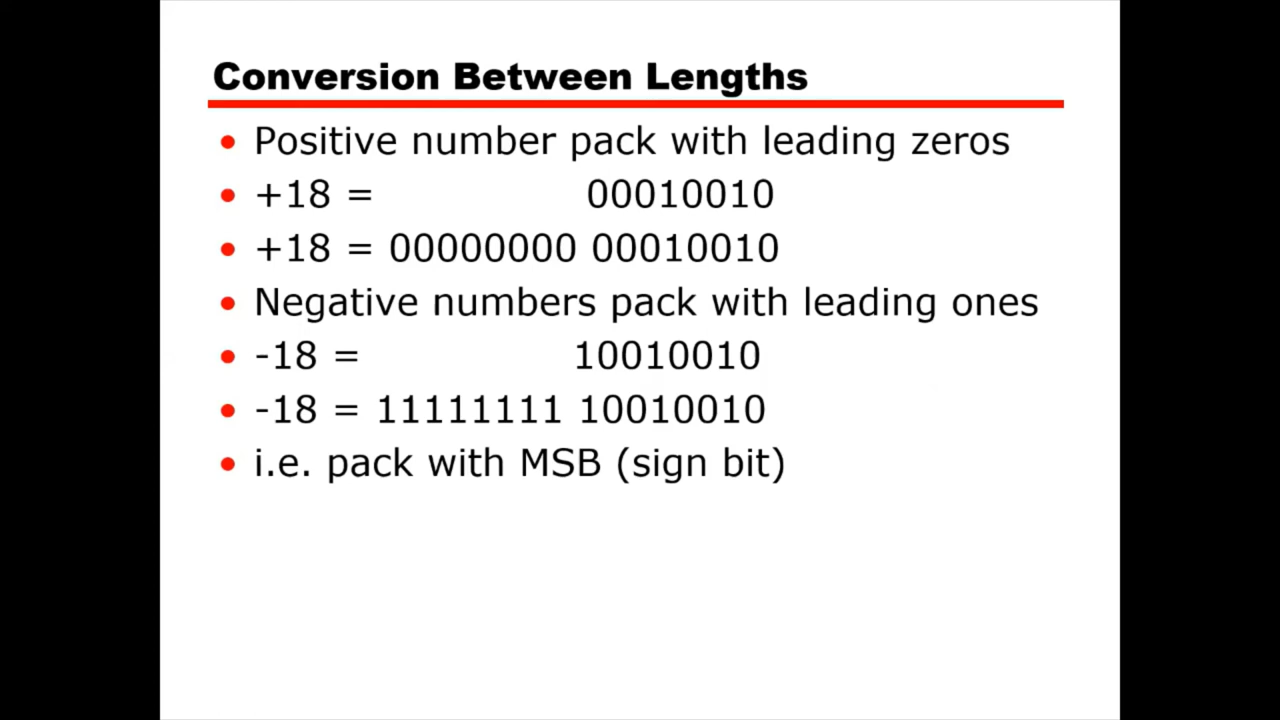 Conversion Between Lengths
• Positive number pack with leading zeros
• +18 = 00010010
• +18 = 00000000 00010010
• Negative numbers pack with leading ones
• -18 = 10010010
• -18 = 11111111 10010010
• i.e. pack with MSB (sign bit)